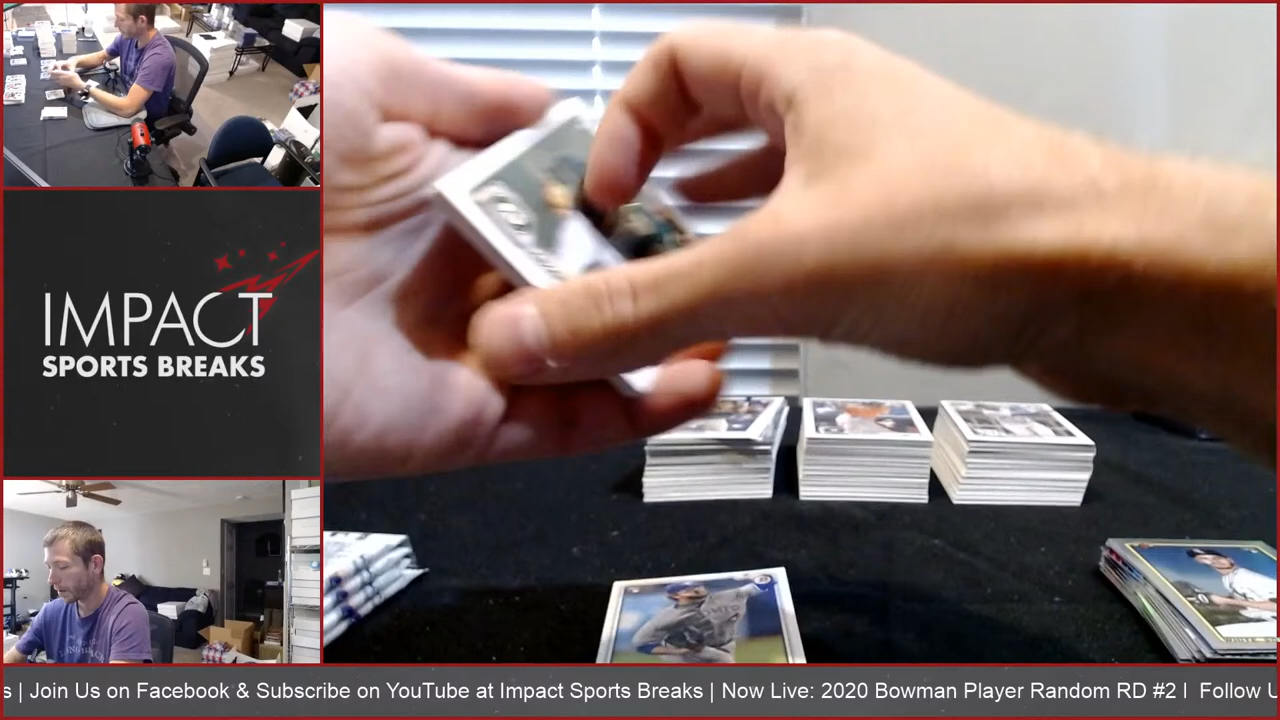 IMPACT
SPORTS BREAKS
s | Join Us on Facebook & Subscribe on YouTube at Impact Sports Breaks | Now Live: 2020 Bowman Player Random RD #2 | Follow U